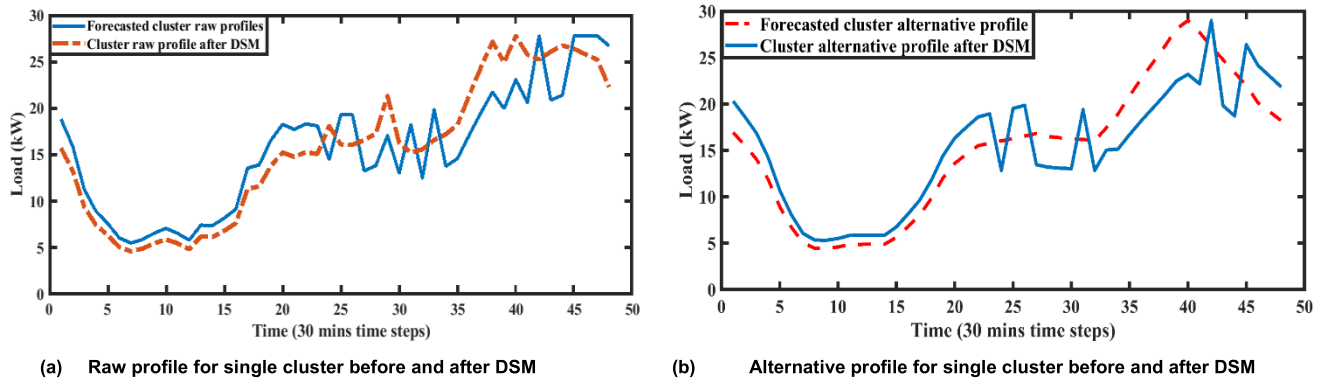 30
25
20
15
10
5
0
Load (kW)
Forecasted cluster raw profiles
Cluster raw profile after DSM
0 5 10 15 20 25 30 35 40 45 50
Time (30 mins time steps)
(a) Raw profile for single cluster before and after DSM
30
25
20
15
10
5
0
Load (kW)
Forecasted cluster alternative profile
Cluster alternative profile after DSM
0 5 10 15 20 25 30 35 40 45 50
Time (30 mins time steps)
(b) Alternative profile for single cluster before and after DSM